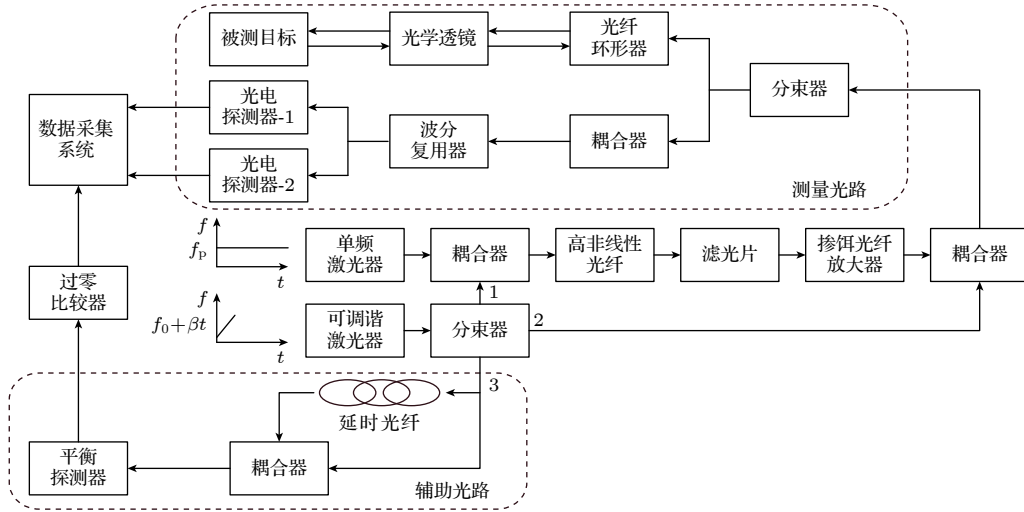 被测目标
光学透镜
光纤
环形器
分束器
光电
探测器-1
数据采集
系统
波分
复用器
耦合器
光电
探测器-2
测量光路
f
fp
t
单频
激光器
耦合器
高非线性
光纤
滤光片
掺铒光纤
放大器
耦合器
过零
比较器
1
f
f0+βt
t
可调谐
激光器
分束器
2
3
延时光纤
平衡
探测器
耦合器
辅助光路